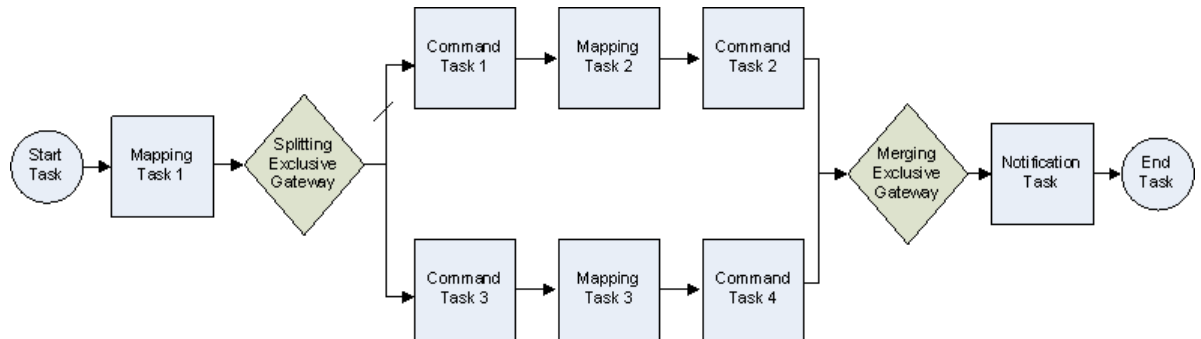 Start
Task
Mapping
Task 1
Splitting
Exclusive
Gateway
Command
Task 1
Mapping
Task 2
Command
Task 2
Command
Task 3
Mapping
Task 3
Command
Task 4
Merging
Exclusive
Gateway
Notification
Task
End
Task